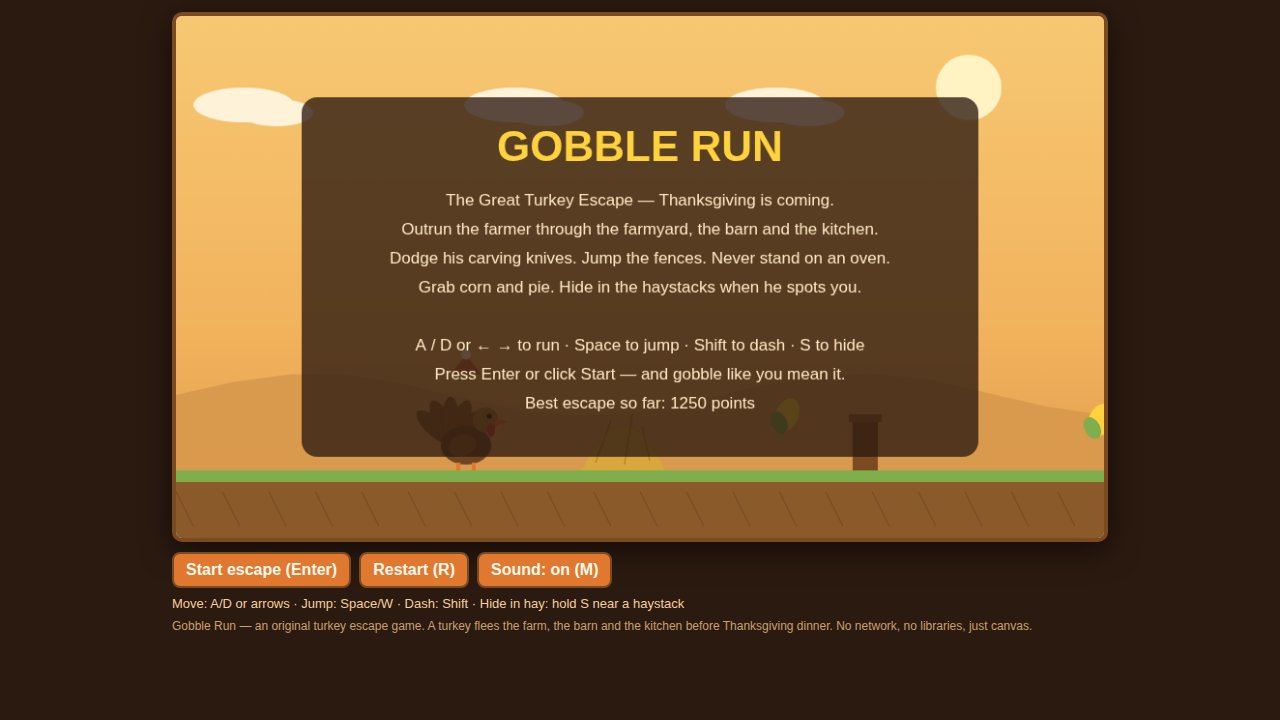 GOBBLE RUN
The Great Turkey Escape — Thanksgiving is coming.
Outrun the farmer through the farmyard, the barn and the kitchen.
Dodge his carving knives. Jump the fences. Never stand on an oven.
Grab corn and pie. Hide in the haystacks when he spots you.
A / D or ← → to run · Space to jump · Shift to dash · S to hide
Press Enter or click Start — and gobble like you mean it.
Best escape so far: 1250 points
Start escape (Enter)
Restart (R)
Sound: on (M)
Move: A/D or arrows · Jump: Space/W · Dash: Shift · Hide in hay: hold S near a haystack
Gobble Run — an original turkey escape game. A turkey flees the farm, the barn and the kitchen before Thanksgiving dinner. No network, no libraries, just canvas.